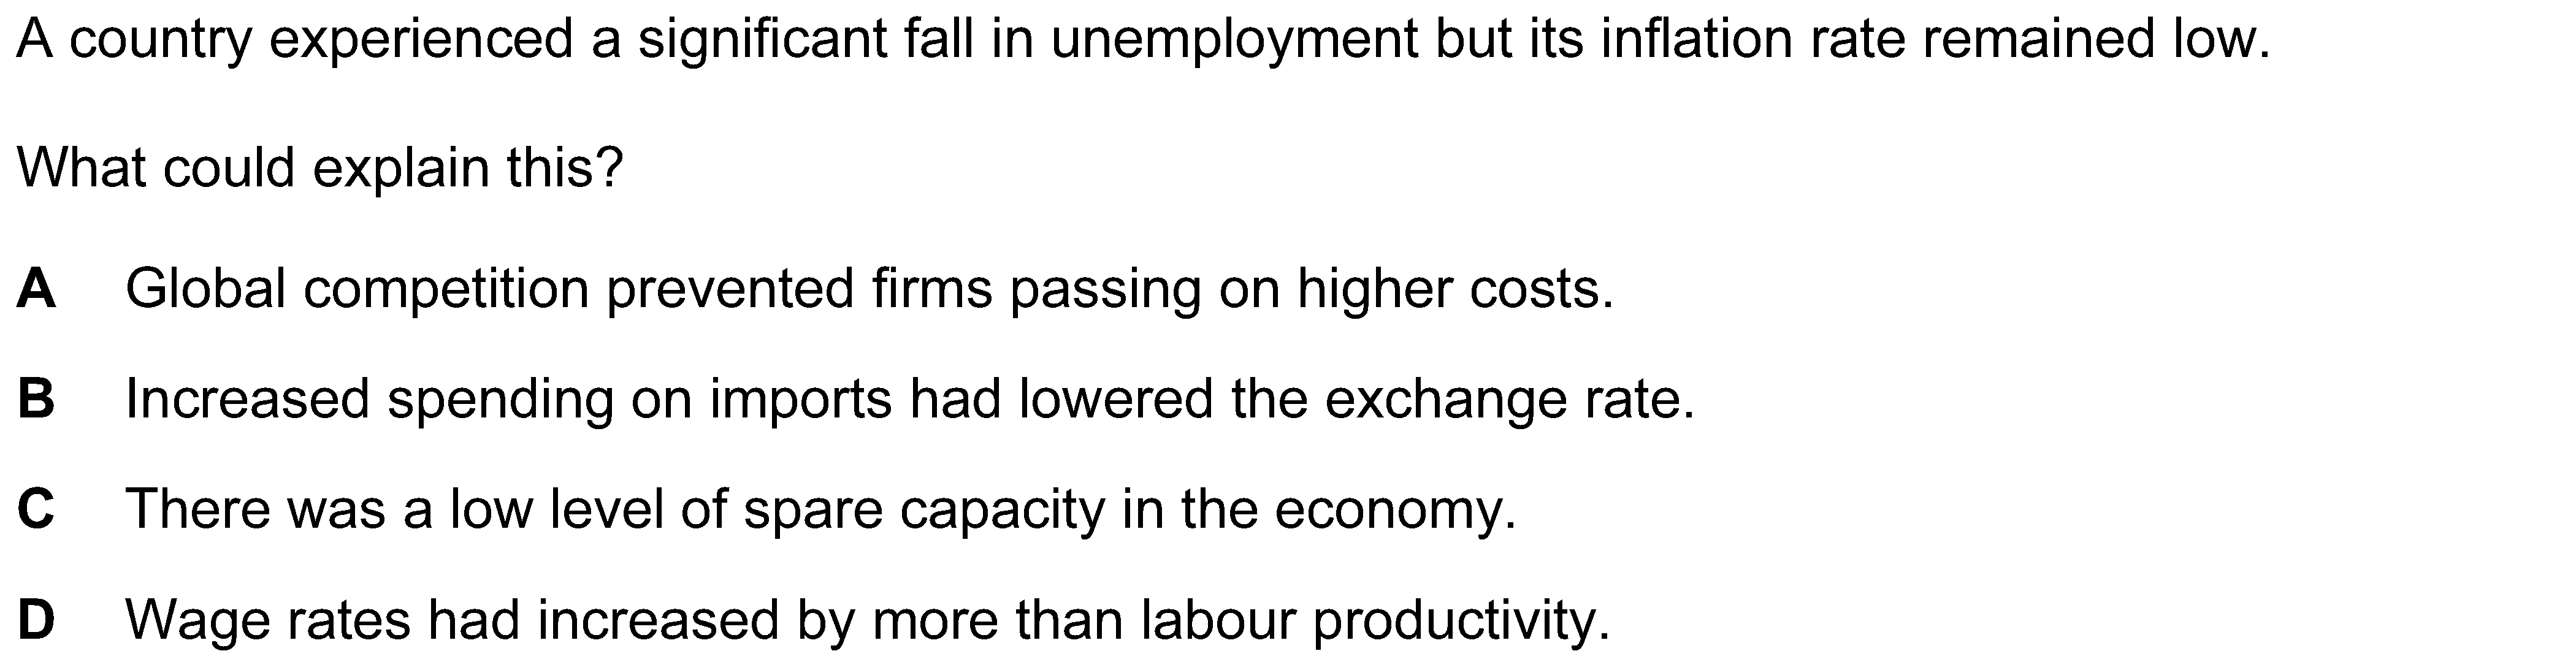 A country experienced a significant fall in unemployment but its inflation rate remained low.
What could explain this?
A Global competition prevented firms passing on higher costs.
B Increased spending on imports had lowered the exchange rate.
C There was a low level of spare capacity in the economy.
D Wage rates had increased by more than labour productivity.